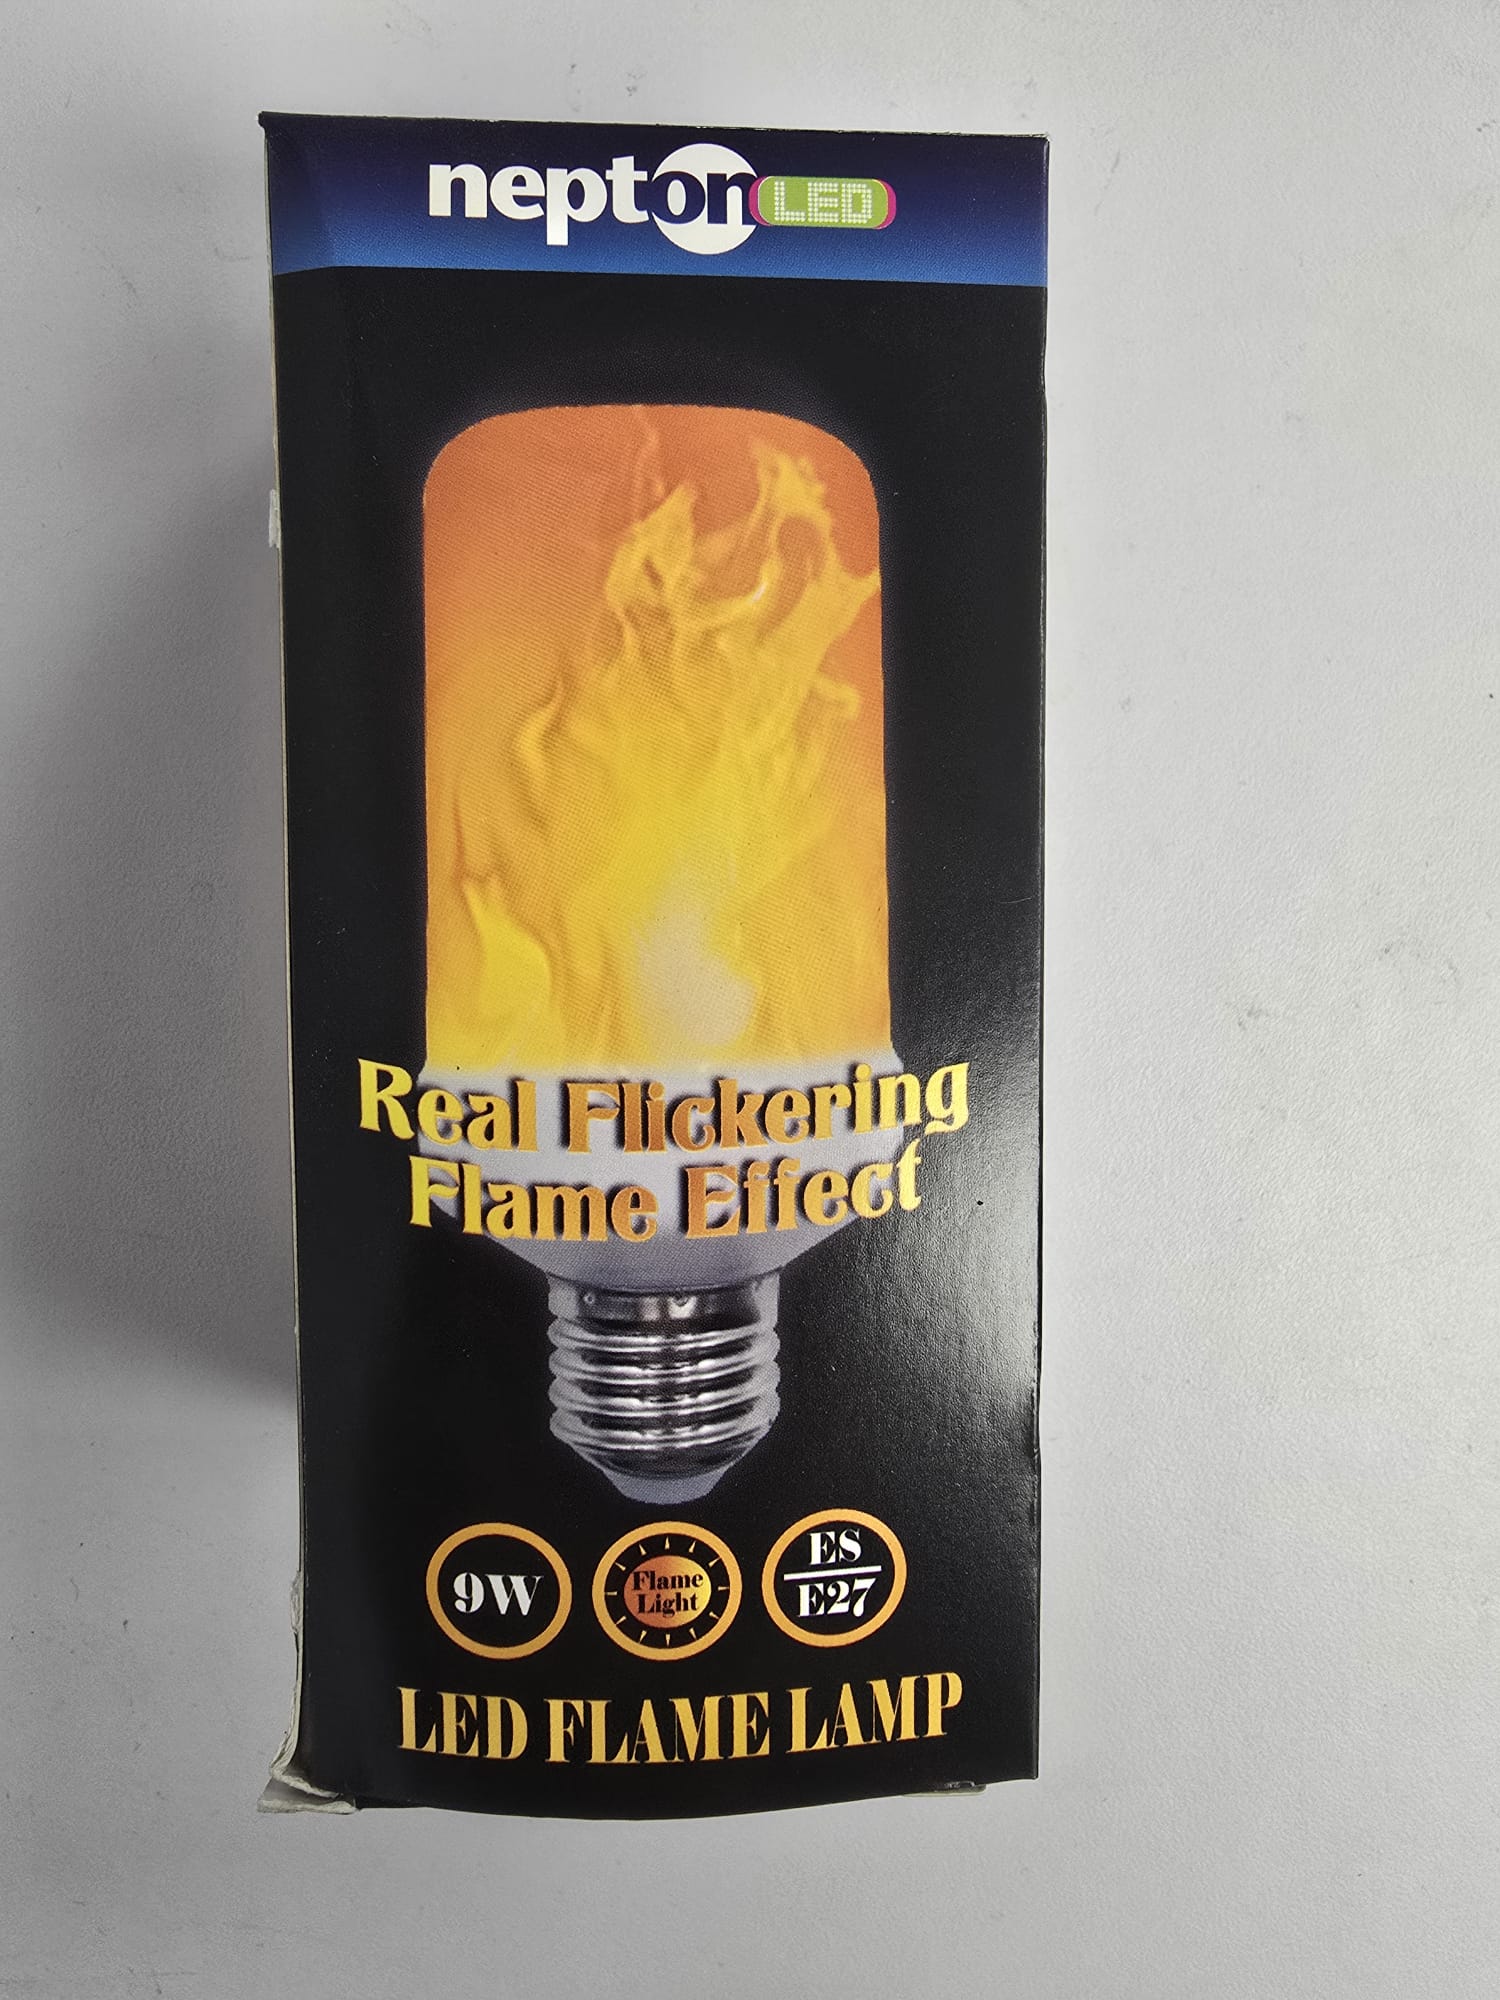 nepton LED
Real Flickering
Flame Effect
9W
Flame
Light
ES
E27
LED FLAME LAMP